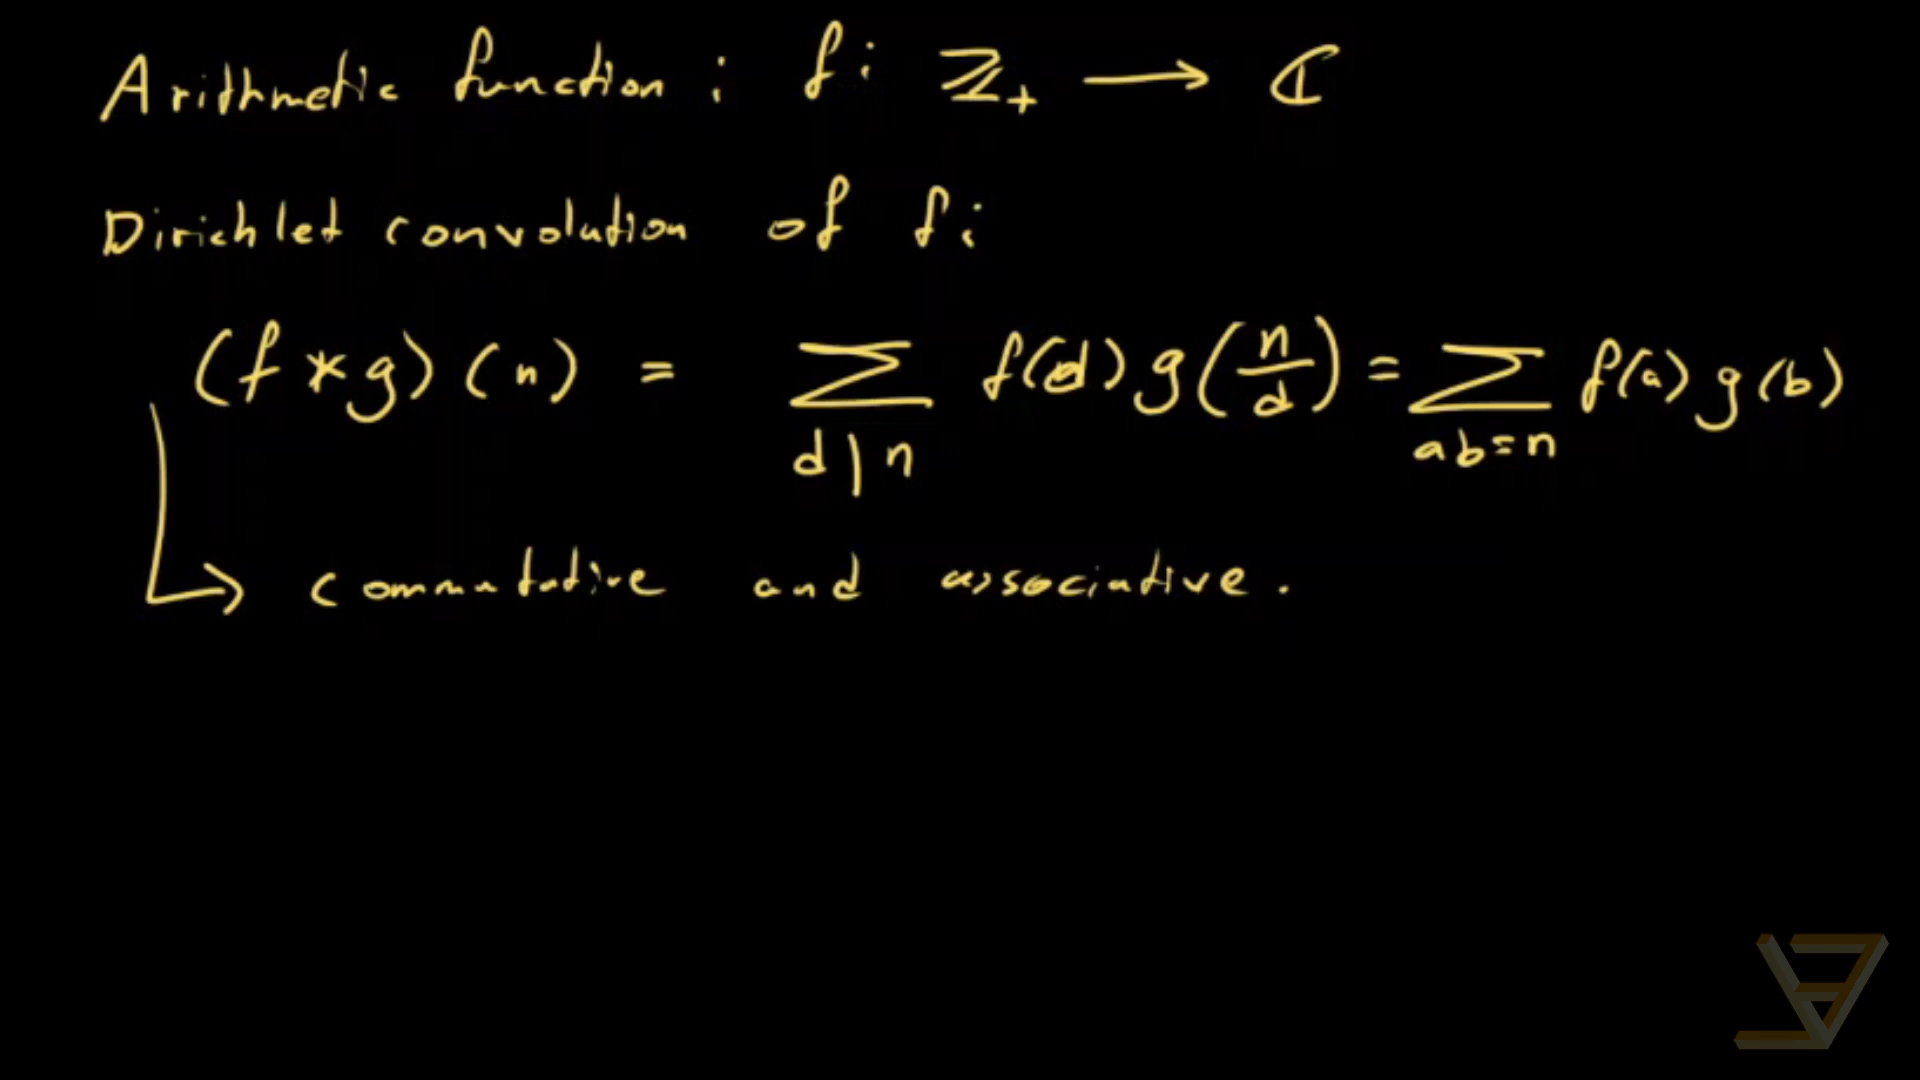 Arithmetic function : f : ℤ₊ → ℂ
Dirichlet convolution of f :
(f * g)(n) = ∑_{d|n} f(d) g(n/d) = ∑_{ab=n} f(a) g(b)
↳ commutative and associative.